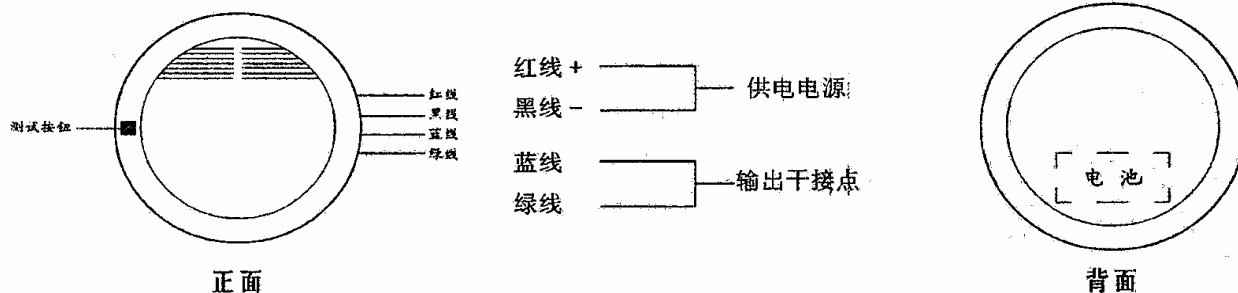 测试按钮
红线
黑线
蓝线
绿线
正面
红线 +
黑线 −
供电电源
蓝线
绿线
输出干接点
电池
背面